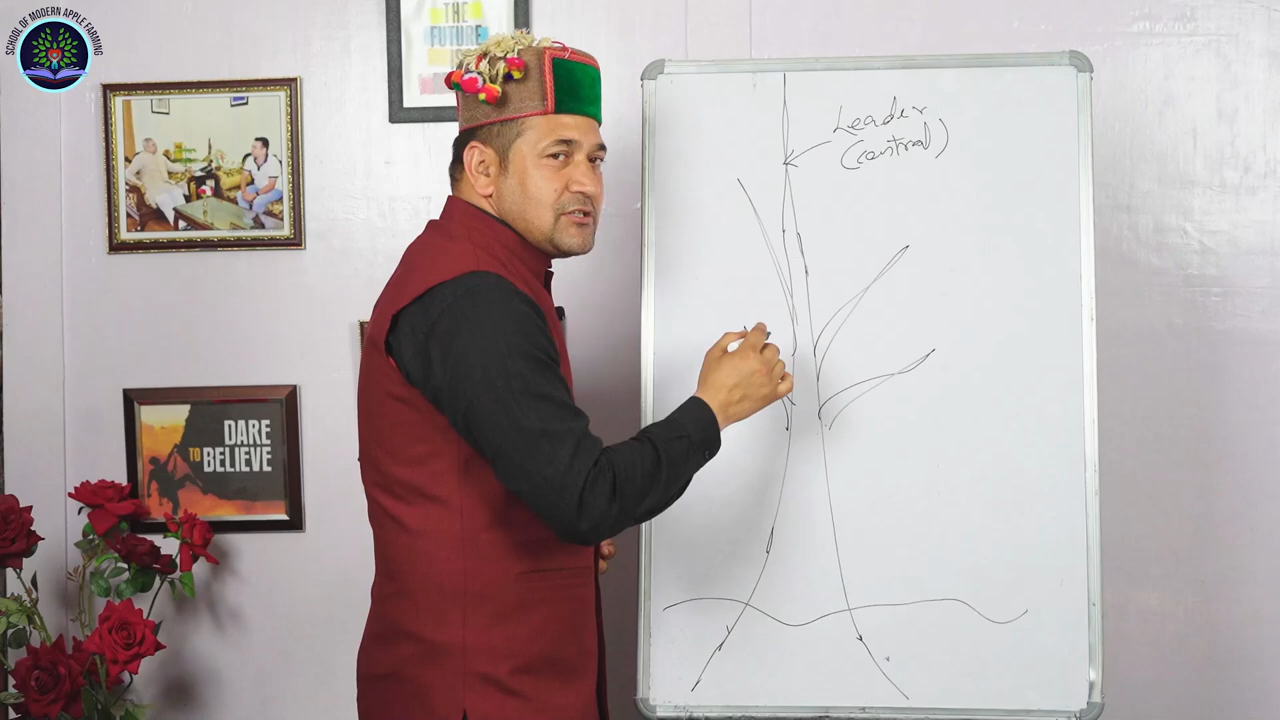 SCHOOL OF MODERN APPLE FARMING
THE
FUTURE
Leader
(central)
DARE
TO BELIEVE